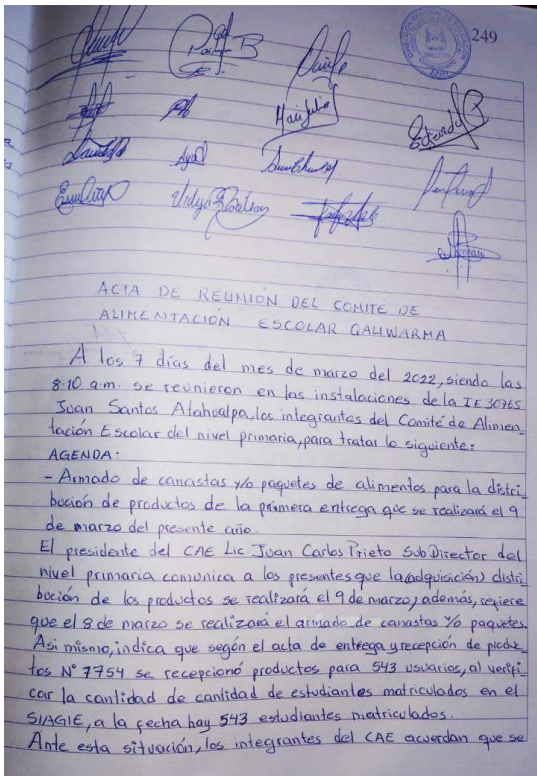 249
Mari Julia
ACTA DE REUNIÓN DEL COMITÉ DE
ALIMENTACIÓN ESCOLAR QALIWARMA
A los 7 días del mes de marzo del 2022, siendo las
8:10 a.m. se reunieron en las instalaciones de la IE 30765
Juan Santos Atahualpa, los integrantes del Comité de Alimen-
tación Escolar del nivel primaria, para tratar lo siguiente:
AGENDA:
- Armado de canastas y/o paquetes de alimentos para la distri-
bución de productos de la primera entrega que se realizará el 9
de marzo del presente año.
El presidente del CAE Lic. Juan Carlos Prieto Sub Director del
nivel primaria comunica a los presentes que la (adquisición) distri-
bución de los productos se realizará el 9 de marzo, además, refiere
que el 8 de marzo se realizará el armado de canastas y/o paquetes.
Asi mismo, indica que según el acta de entrega y recepción de produc-
tos N° 7754 se recepcionó productos para 543 usuarios, al verifi-
car la cantidad de cantidad de estudiantes matriculados en el
SIAGIE, a la fecha hay 543 estudiantes matriculados.
Ante esta situación, los integrantes del CAE acuerdan que se